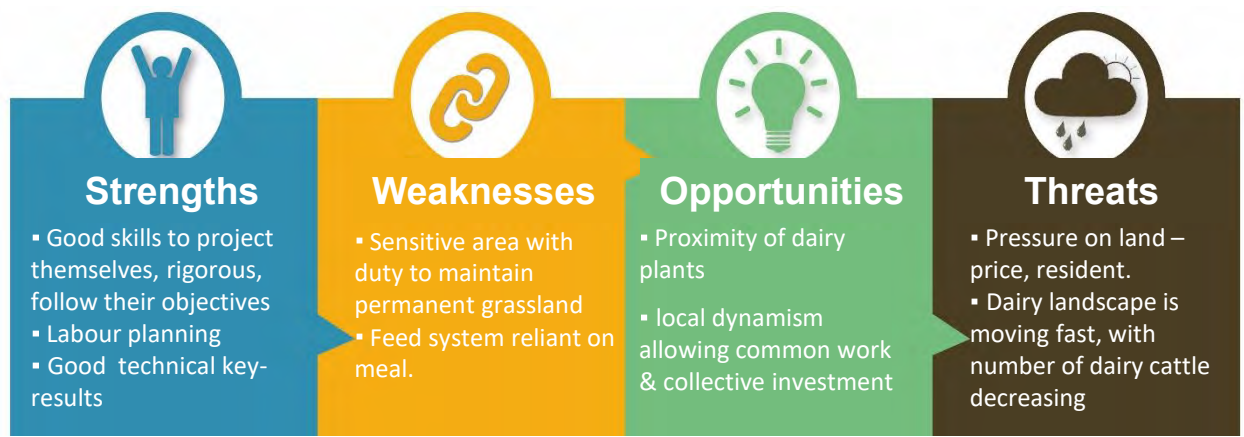 Strengths
▪ Good skills to project
themselves, rigorous,
follow their objectives
▪ Labour planning
▪ Good  technical key-
results
Weaknesses
▪ Sensitive area with
duty to maintain
permanent grassland
▪ Feed system reliant on
meal.
Opportunities
▪ Proximity of dairy
plants
▪ local dynamism
allowing common work
& collective investment
Threats
▪ Pressure on land –
price, resident.
▪ Dairy landscape is
moving fast, with
number of dairy cattle
decreasing